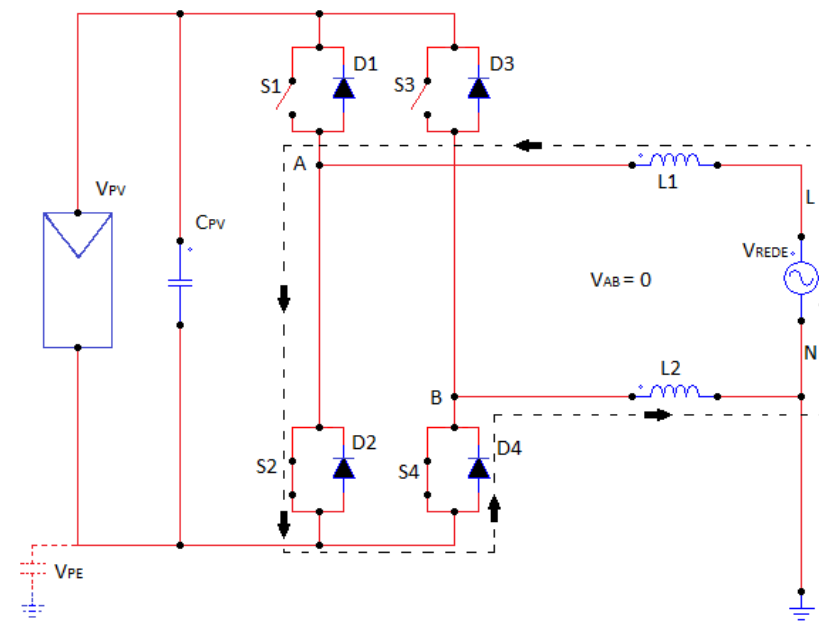 D1
D3
S1
S3
A
L1
VPV
L
CPV
VREDE
VAB = 0
N
L2
B
D2
D4
S2
S4
VPE